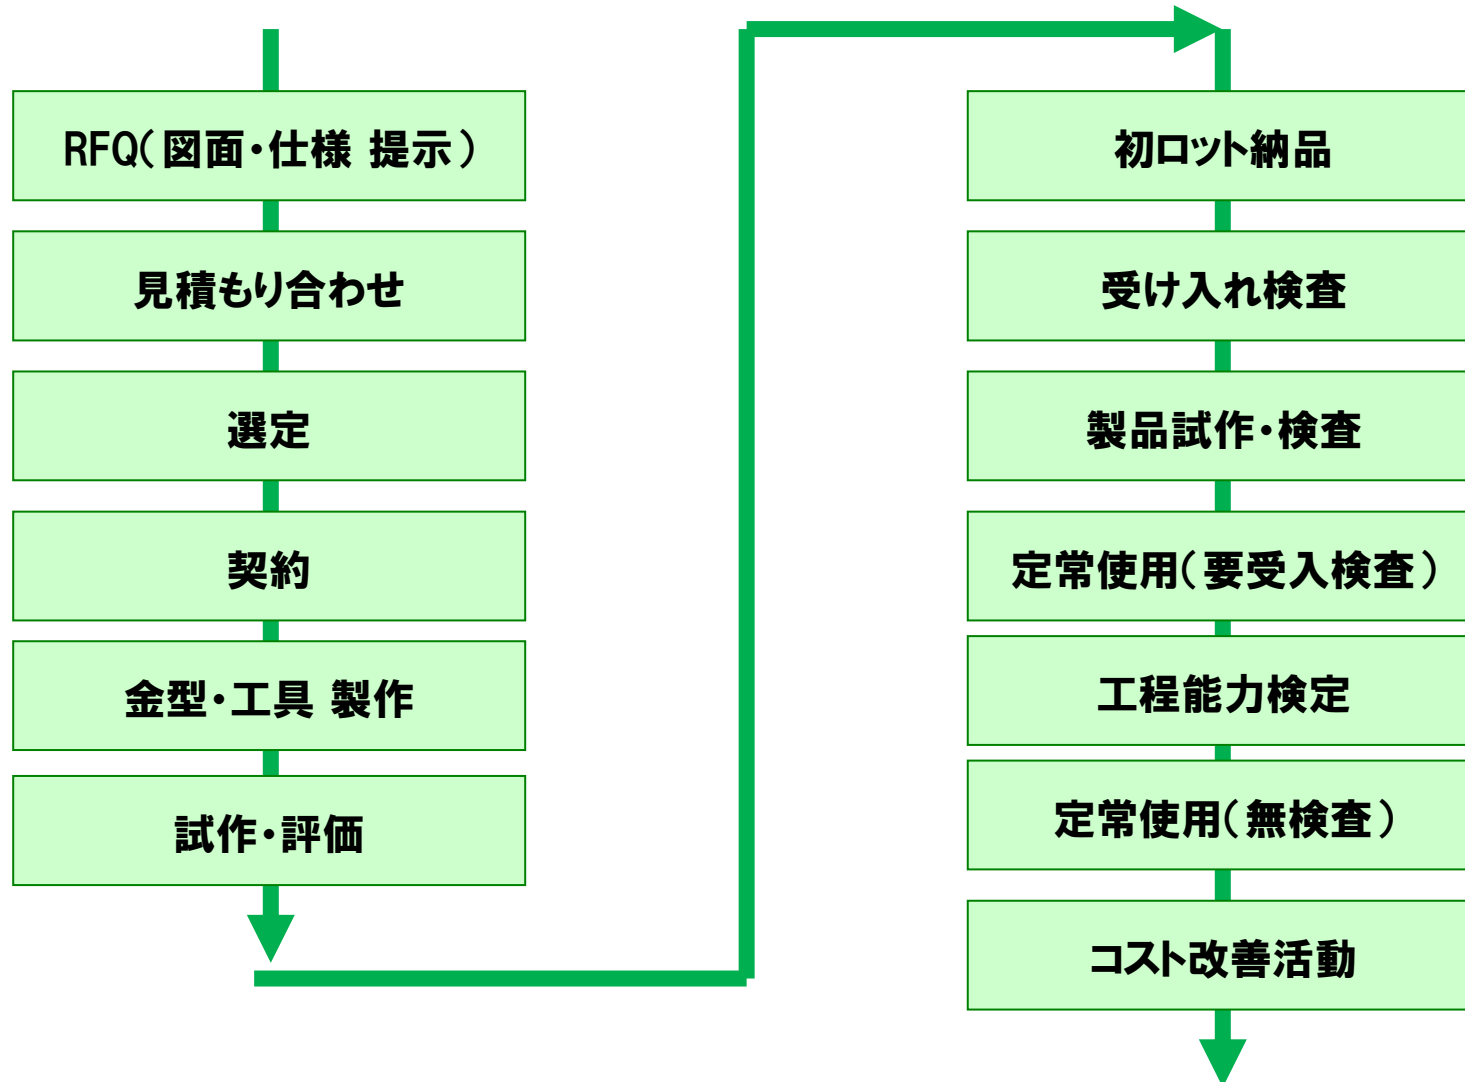 RFQ(図面・仕様 提示)
見積もり合わせ
選定
契約
金型・工具 製作
試作・評価
初ロット納品
受け入れ検査
製品試作・検査
定常使用(要受入検査)
工程能力検定
定常使用(無検査)
コスト改善活動